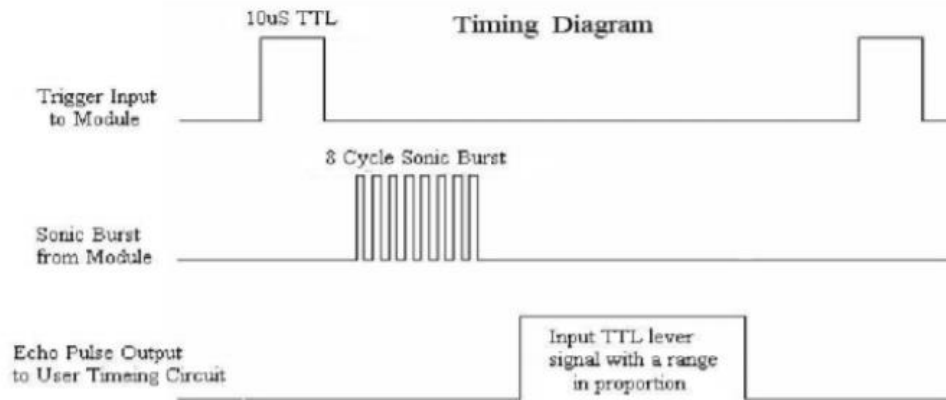 10uS TTL
Timing Diagram
Trigger Input
to Module
8 Cycle Sonic Burst
Sonic Burst
from Module
Echo Pulse Output
to User Timeing Circuit
Input TTL lever
signal with a range
in proportion